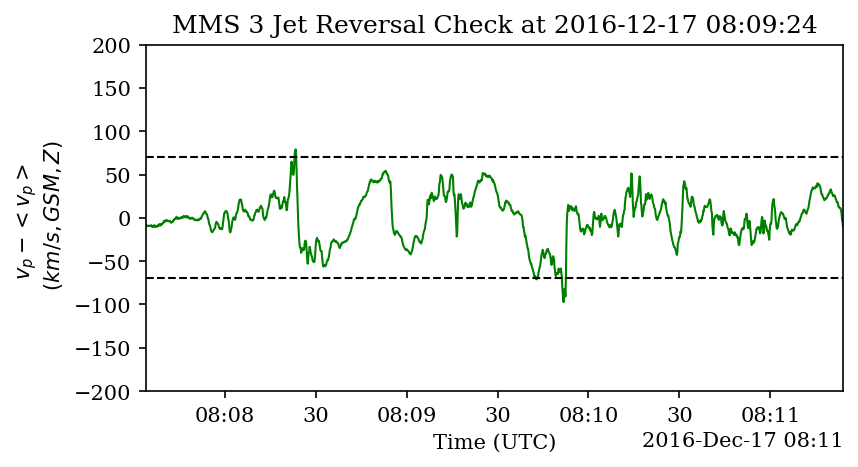 MMS 3 Jet Reversal Check at 2016-12-17 08:09:24
200
150
100
50
0
−50
−100
−150
−200
v_p − < v_p >
(km/s, GSM, Z)
08:08 30 08:09 30 08:10 30 08:11
Time (UTC)
2016-Dec-17 08:11